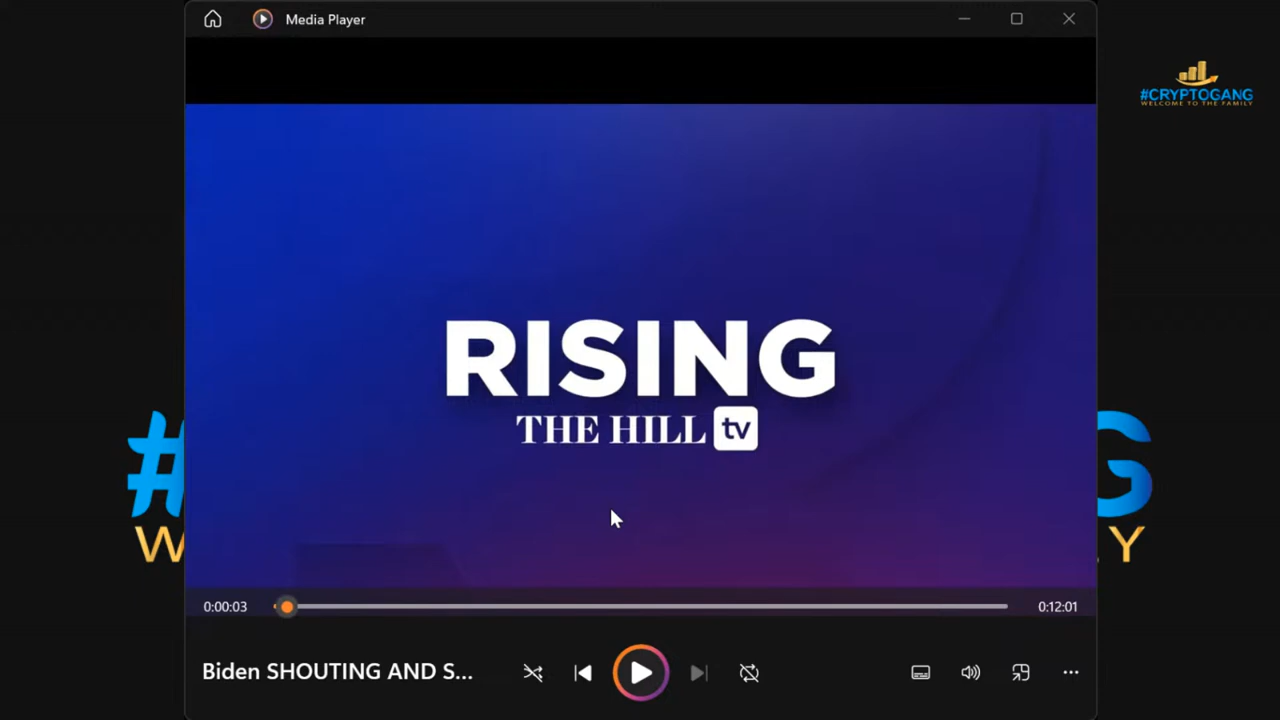 Media Player
#CRYPTOGANG
WELCOME TO THE FAMILY
RISING
THE HILL tv
# G
W Y
0:00:03
0:12:01
Biden SHOUTING AND S...